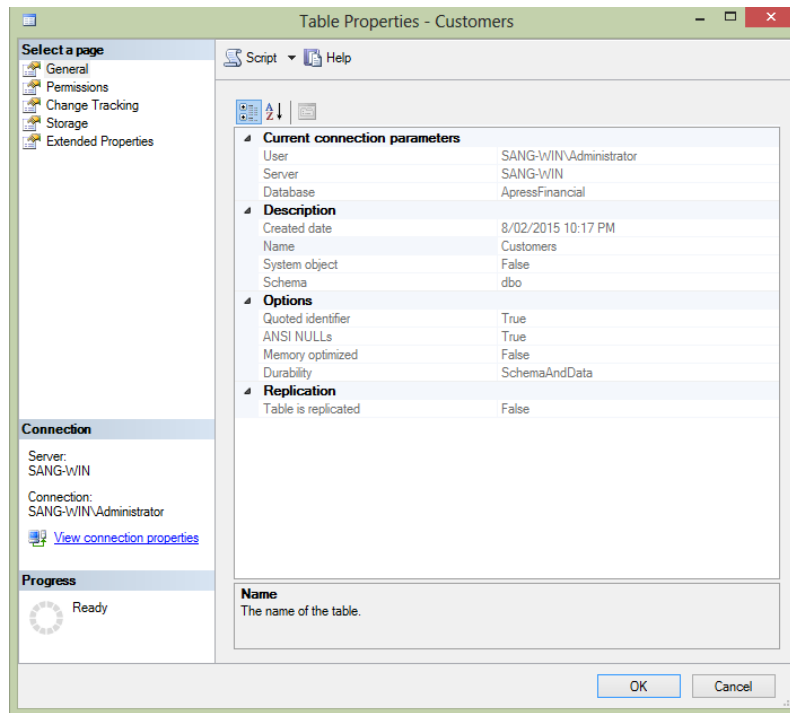 Table Properties - Customers
Select a page
General
Permissions
Change Tracking
Storage
Extended Properties
Script
Help
Current connection parameters
User SANG-WIN\Administrator
Server SANG-WIN
Database ApressFinancial
Description
Created date 8/02/2015 10:17 PM
Name Customers
System object False
Schema dbo
Options
Quoted identifier True
ANSI NULLs True
Memory optimized False
Durability SchemaAndData
Replication
Table is replicated False
Connection
Server:
SANG-WIN
Connection:
SANG-WIN\Administrator
View connection properties
Progress
Ready
Name
The name of the table.
OK
Cancel